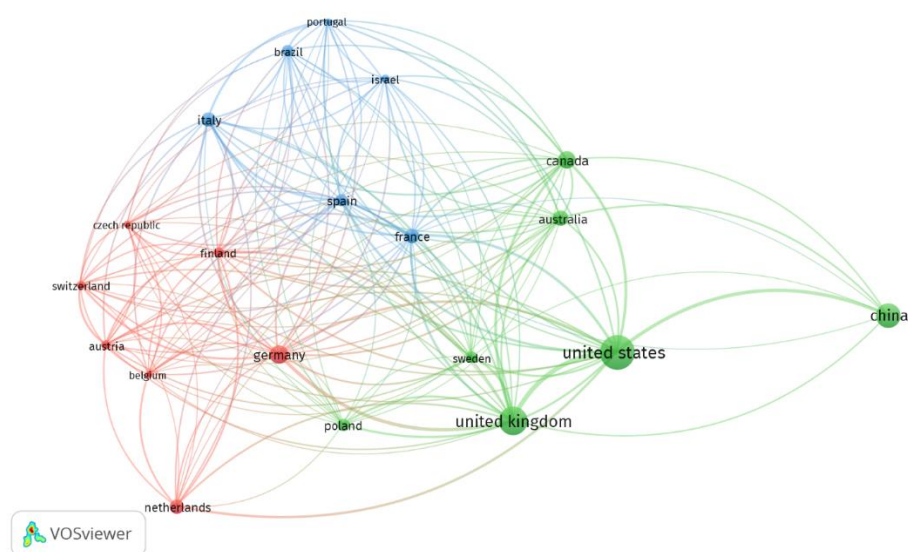 portugal
brazil
israel
italy
canada
spain
australia
czech republic
france
finland
switzerland
china
austria
germany
united states
sweden
belgium
united kingdom
poland
netherlands
VOSviewer